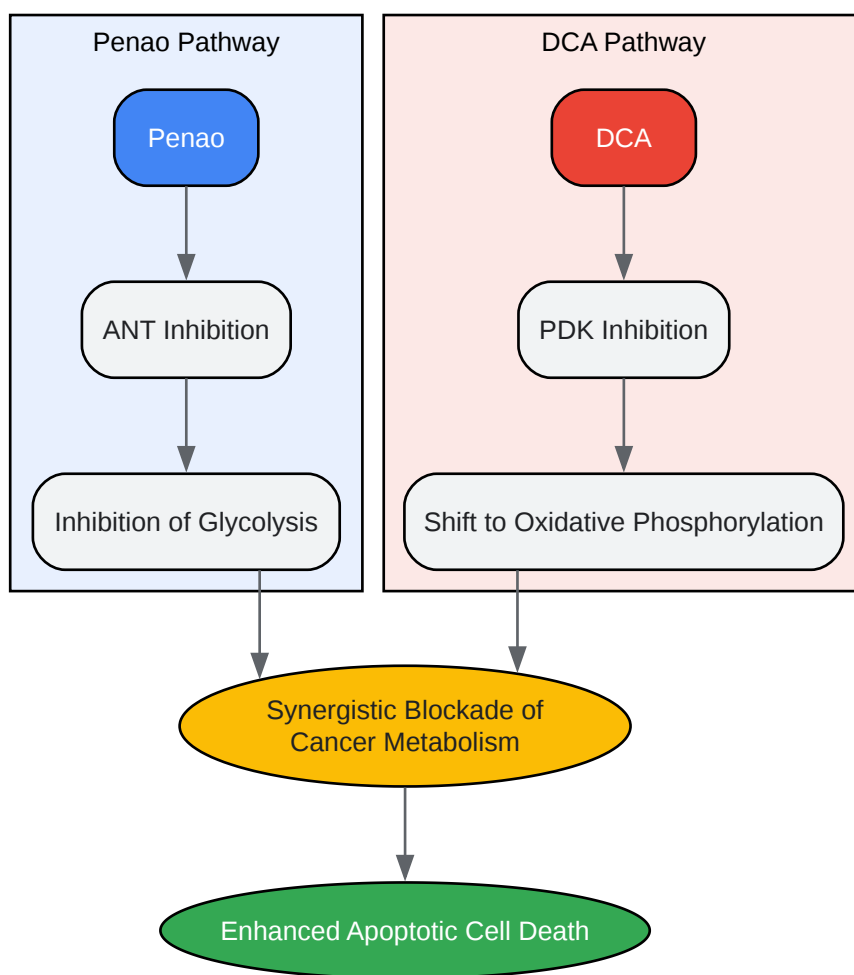 Penao Pathway
Penao
ANT Inhibition
Inhibition of Glycolysis
DCA Pathway
DCA
PDK Inhibition
Shift to Oxidative Phosphorylation
Synergistic Blockade of
Cancer Metabolism
Enhanced Apoptotic Cell Death